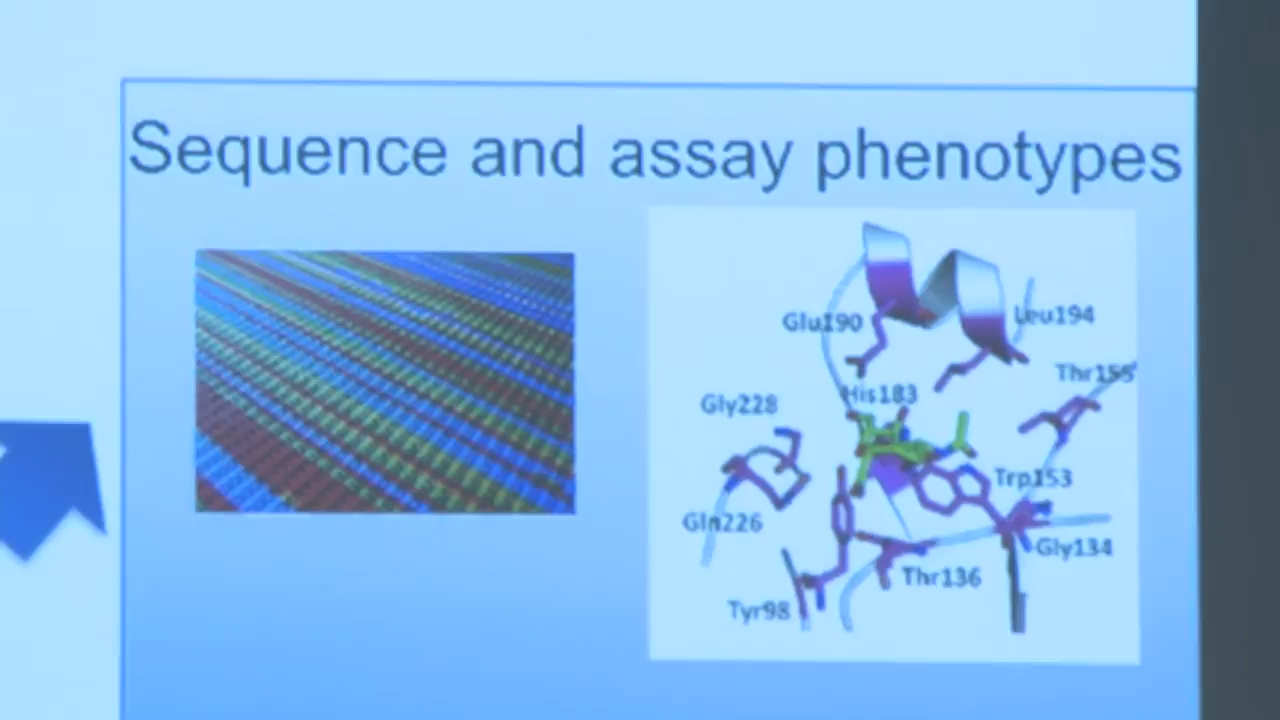 Sequence and assay phenotypes
Glu190
Leu194
Thr155
His183
Gly228
Trp153
Gln226
Gly134
Thr136
Tyr98